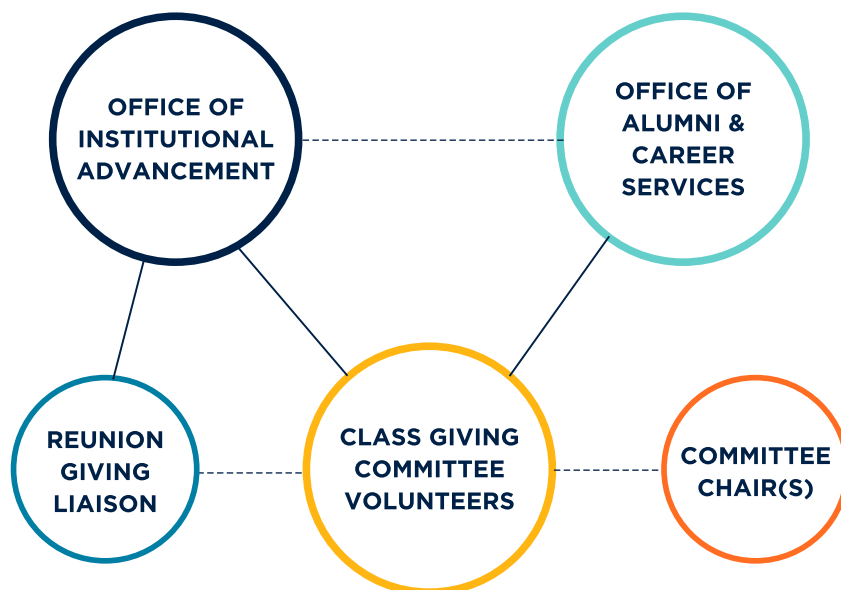 OFFICE OF
INSTITUTIONAL
ADVANCEMENT
OFFICE OF
ALUMNI &
CAREER
SERVICES
REUNION
GIVING
LIAISON
CLASS GIVING
COMMITTEE
VOLUNTEERS
COMMITTEE
CHAIR(S)